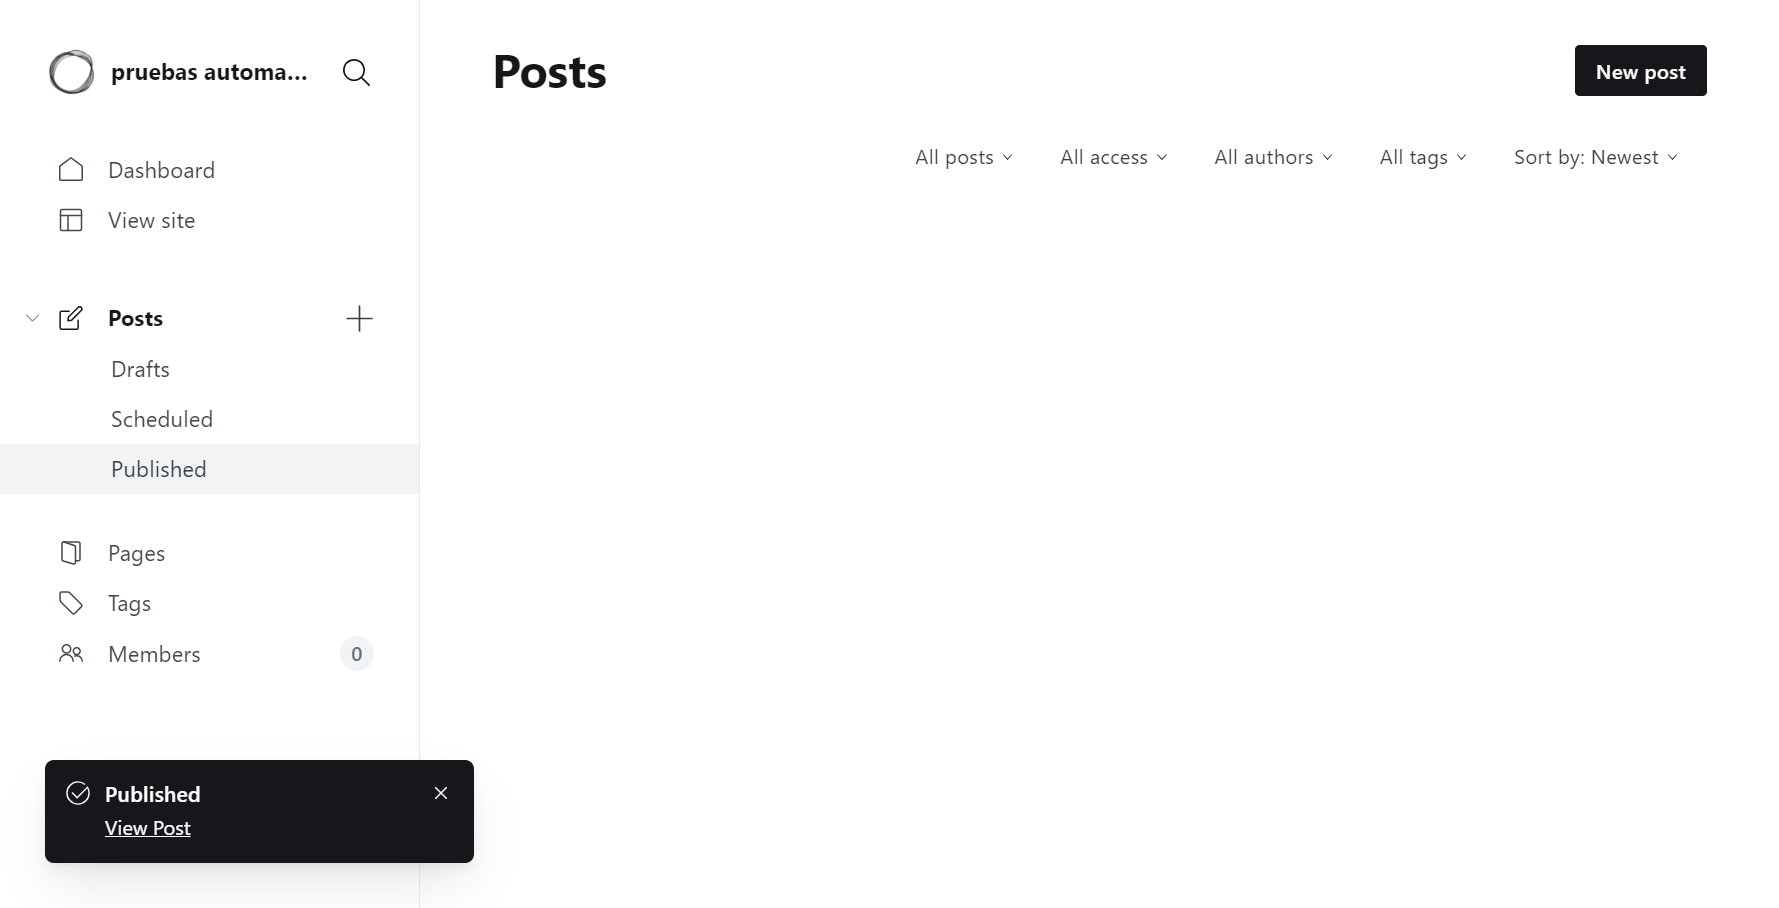 pruebas automa...
Dashboard
View site
Posts
Drafts
Scheduled
Published
Pages
Tags
Members
0
Published
View Post
Posts
New post
All posts
All access
All authors
All tags
Sort by: Newest